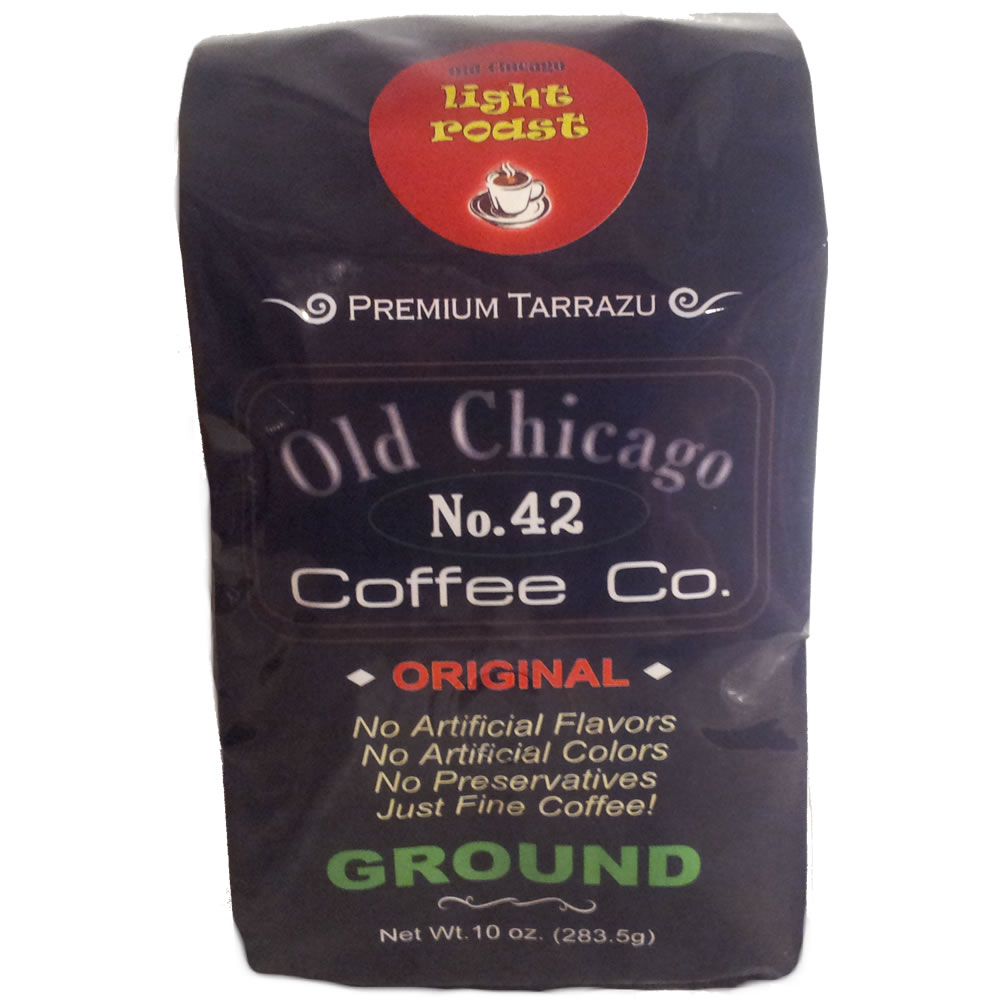 old Chicago
light
roast
PREMIUM TARRAZU
Old Chicago
No. 42
Coffee Co.
ORIGINAL
No Artificial Flavors
No Artificial Colors
No Preservatives
Just Fine Coffee!
GROUND
Net Wt. 10 oz. (283.5g)